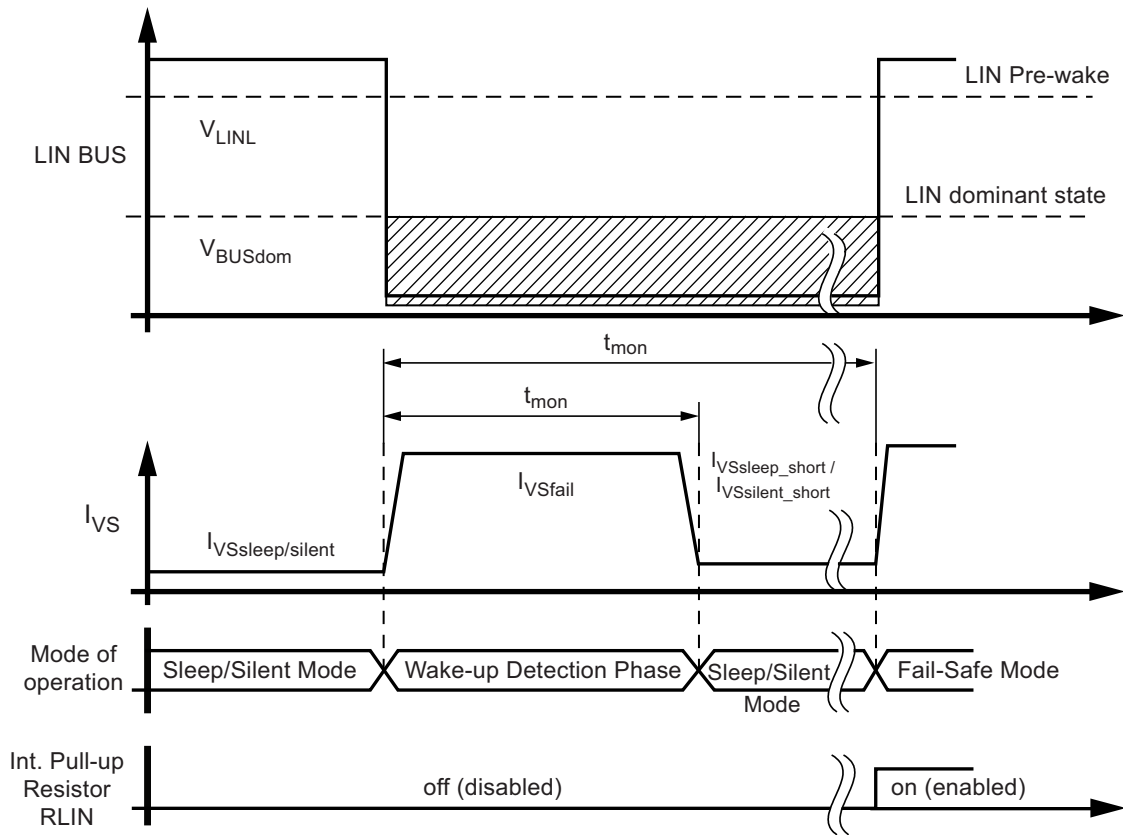 LIN Pre-wake
V_LINL
LIN BUS
LIN dominant state
V_BUSdom
t_mon
t_mon
I_VSsleep_short /
I_VSsilent_short
I_VSfail
I_VS
I_VSsleep/silent
Mode of
operation
Sleep/Silent Mode
Wake-up Detection Phase
Sleep/Silent
Mode
Fail-Safe Mode
Int. Pull-up
Resistor
RLIN
off (disabled)
on (enabled)